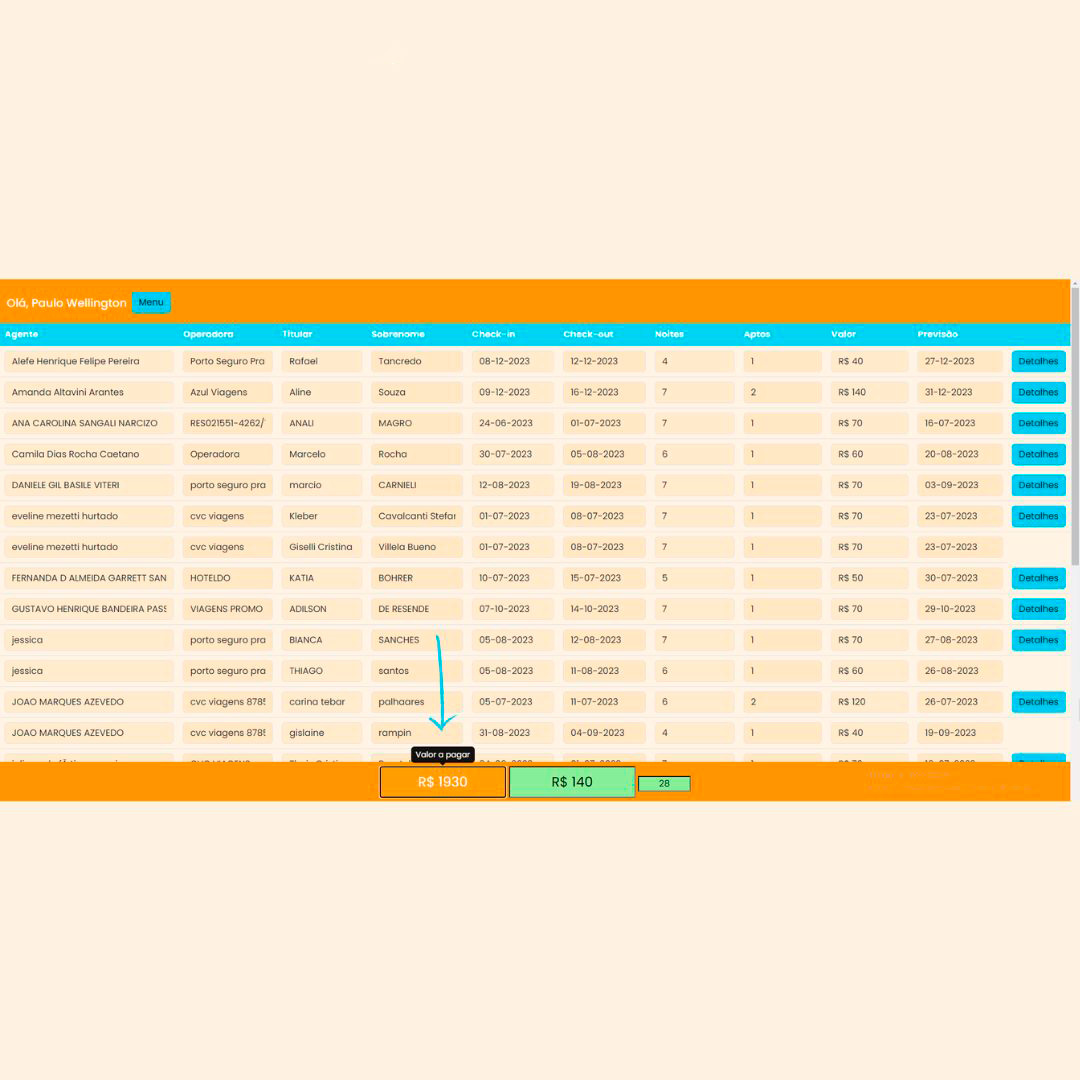 Olá, Paulo Wellington Menu
Agente Operadora Titular Sobrenome Check-in Check-out Noites Aptos Valor Previsão
Alefe Henrique Felipe Pereira Porto Seguro Pra Rafael Tancredo 08-12-2023 12-12-2023 4 1 R$ 40 27-12-2023 Detalhes
Amanda Altavini Arantes Azul Viagens Aline Souza 09-12-2023 16-12-2023 7 2 R$ 140 31-12-2023 Detalhes
ANA CAROLINA SANGALI NARCIZO RES021551-4262/ ANALI MAGRO 24-06-2023 01-07-2023 7 1 R$ 70 16-07-2023 Detalhes
Camila Dias Rocha Caetano Operadora Marcelo Rocha 30-07-2023 05-08-2023 6 1 R$ 60 20-08-2023 Detalhes
DANIELE GIL BASILE VITERI porto seguro pra marcio CARNIELI 12-08-2023 19-08-2023 7 1 R$ 70 03-09-2023 Detalhes
eveline mezetti hurtado cvc viagens Kleber Cavalcanti Stefar 01-07-2023 08-07-2023 7 1 R$ 70 23-07-2023 Detalhes
eveline mezetti hurtado cvc viagens Giselli Cristina Villela Bueno 01-07-2023 08-07-2023 7 1 R$ 70 23-07-2023
FERNANDA D ALMEIDA GARRETT SAN HOTELDO KATIA BOHRER 10-07-2023 15-07-2023 5 1 R$ 50 30-07-2023 Detalhes
GUSTAVO HENRIQUE BANDEIRA PASS VIAGENS PROMO ADILSON DE RESENDE 07-10-2023 14-10-2023 7 1 R$ 70 29-10-2023 Detalhes
jessica porto seguro pra BIANCA SANCHES 05-08-2023 12-08-2023 7 1 R$ 70 27-08-2023 Detalhes
jessica porto seguro pra THIAGO santos 05-08-2023 11-08-2023 6 1 R$ 60 26-08-2023
JOAO MARQUES AZEVEDO cvc viagens 8785 carina tebar palhaares 05-07-2023 11-07-2023 6 2 R$ 120 26-07-2023 Detalhes
JOAO MARQUES AZEVEDO cvc viagens 8785 gislaine rampin 31-08-2023 04-09-2023 4 1 R$ 40 19-09-2023
Valor a pagar
R$ 1930 R$ 140 28